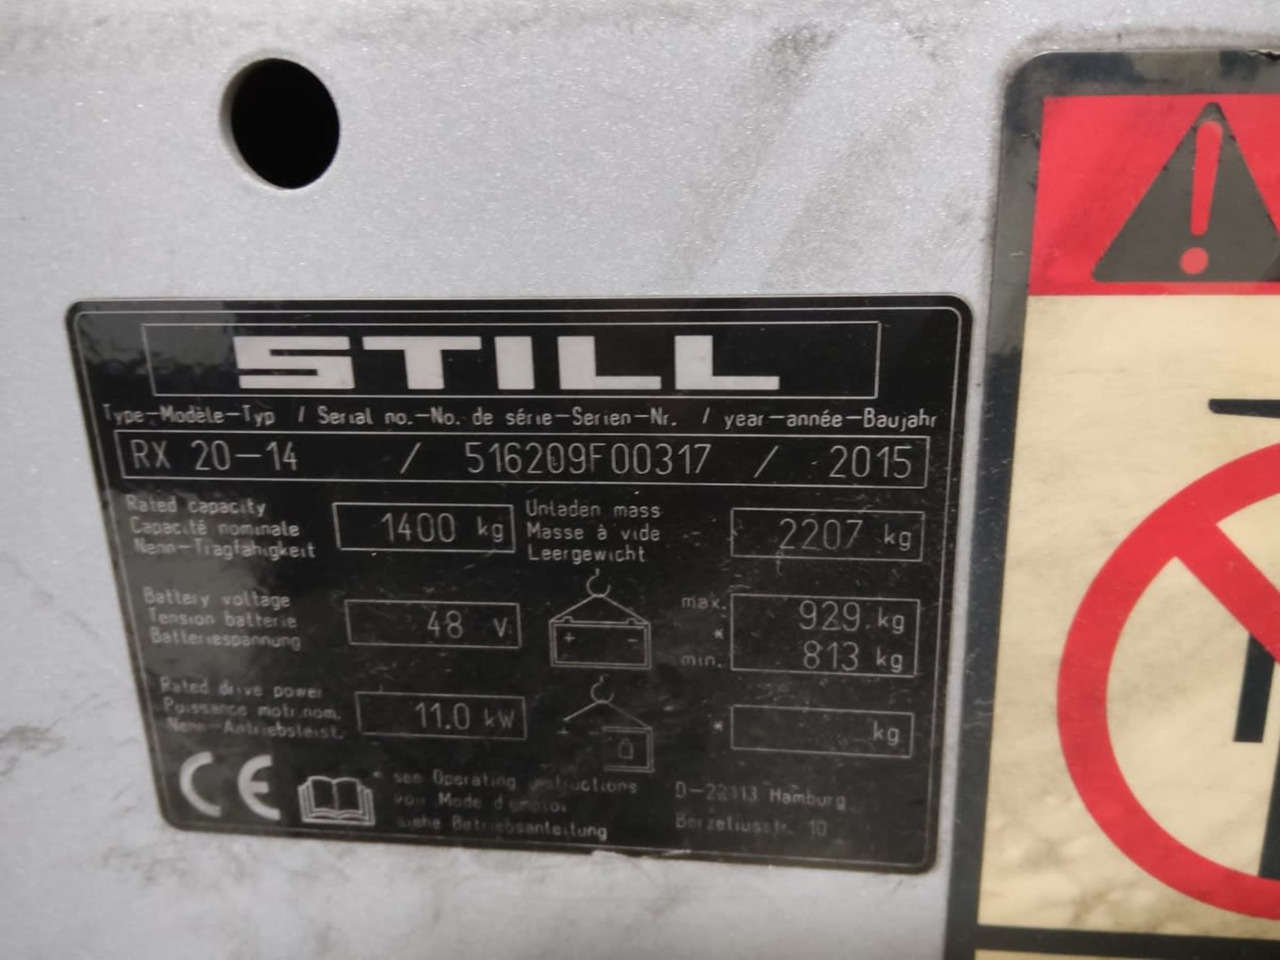 STILL
Type-Modèle-Typ / Serial no.-No. de série-Serien-Nr. / year-année-Baujahr
RX 20-14 / 516209F00317 / 2015
Rated capacity
Capacité nominale
Nenn-Tragfähigkeit
1400 kg
Unladen mass
Masse à vide
Leergewicht
2207 kg
Battery voltage
Tension batterie
Batteriespannung
48 V
+ -
max.
*
min.
929 kg
813 kg
Rated drive power
Puissance motr.nom.
Nenn-Antriebsleist.
11.0 kW
+ -
* kg
CE
* see Operating instructions
voir Mode d'emploi
siehe Betriebsanleitung
D-22113 Hamburg
Berzeliusstr. 10